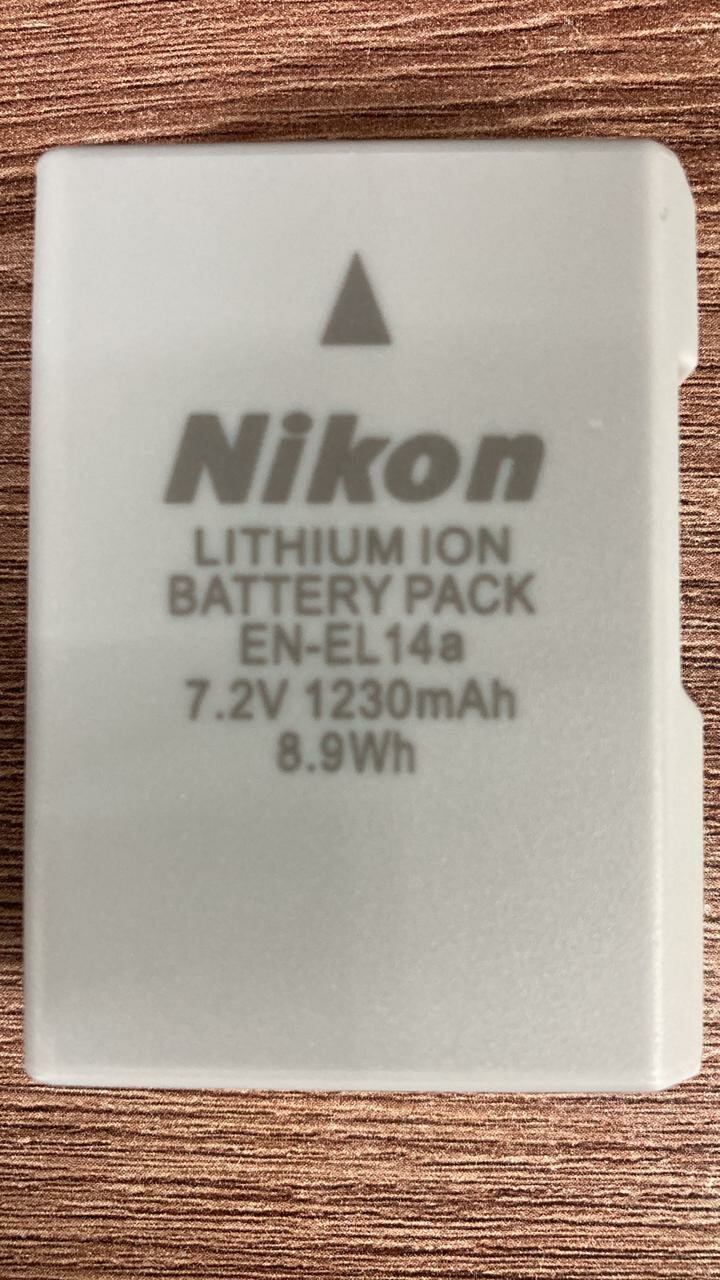 Nikon
LITHIUM ION
BATTERY PACK
EN-EL14a
7.2V 1230mAh
8.9Wh